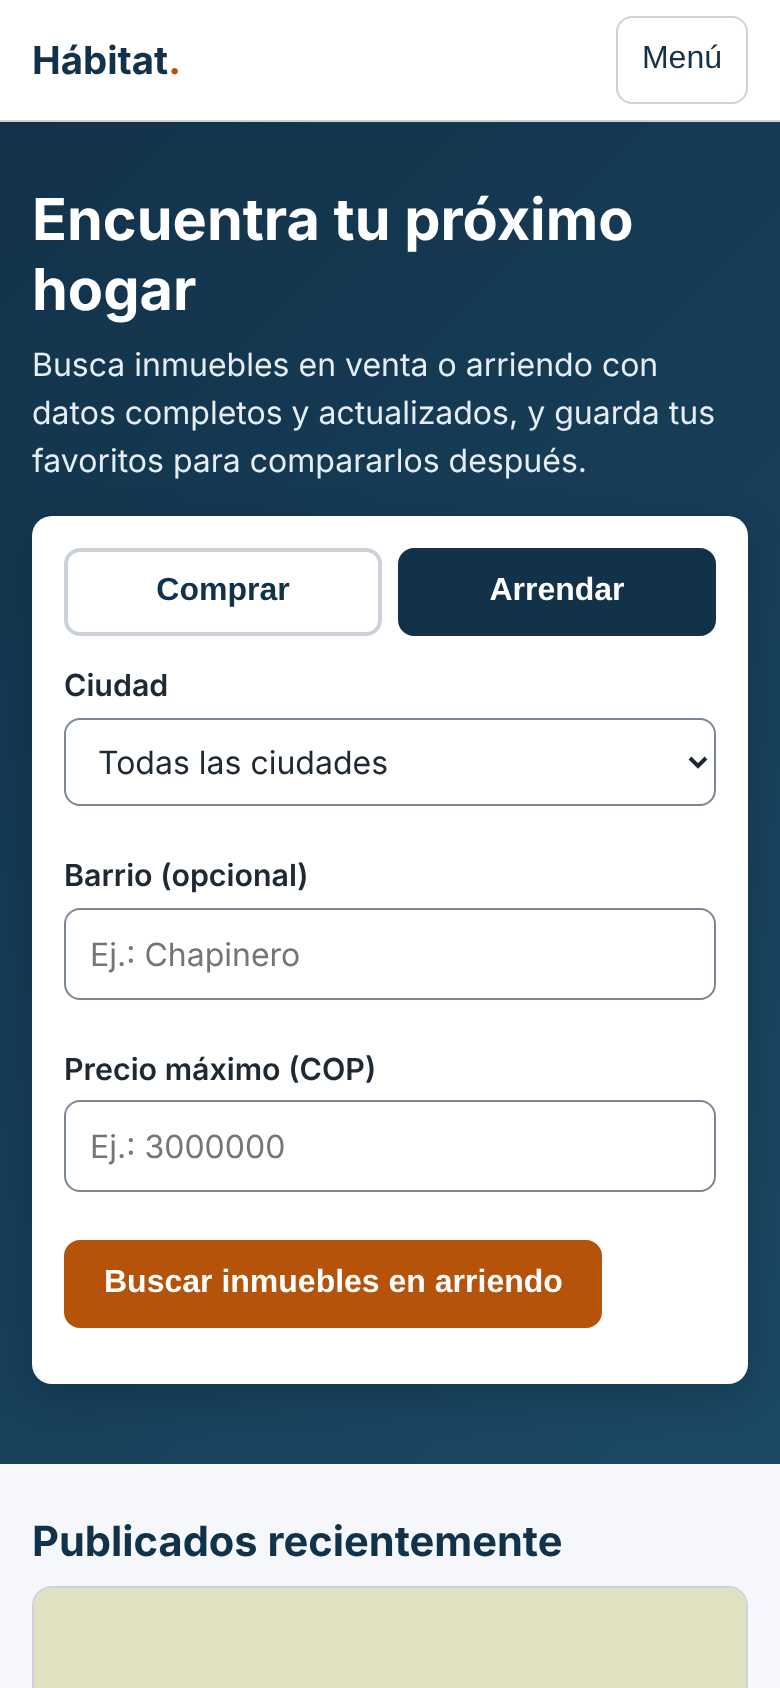 Hábitat.
Menú
Encuentra tu próximo
hogar
Busca inmuebles en venta o arriendo con
datos completos y actualizados, y guarda tus
favoritos para compararlos después.
Comprar
Arrendar
Ciudad
Todas las ciudades
Barrio (opcional)
Ej.: Chapinero
Precio máximo (COP)
Ej.: 3000000
Buscar inmuebles en arriendo
Publicados recientemente